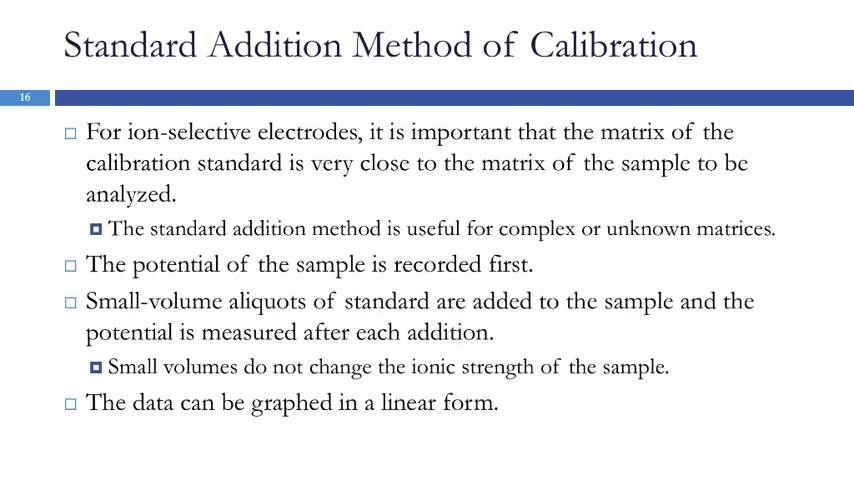 Standard Addition Method of Calibration
16
For ion-selective electrodes, it is important that the matrix of the
calibration standard is very close to the matrix of the sample to be
analyzed.
The standard addition method is useful for complex or unknown matrices.
The potential of the sample is recorded first.
Small-volume aliquots of standard are added to the sample and the
potential is measured after each addition.
Small volumes do not change the ionic strength of the sample.
The data can be graphed in a linear form.